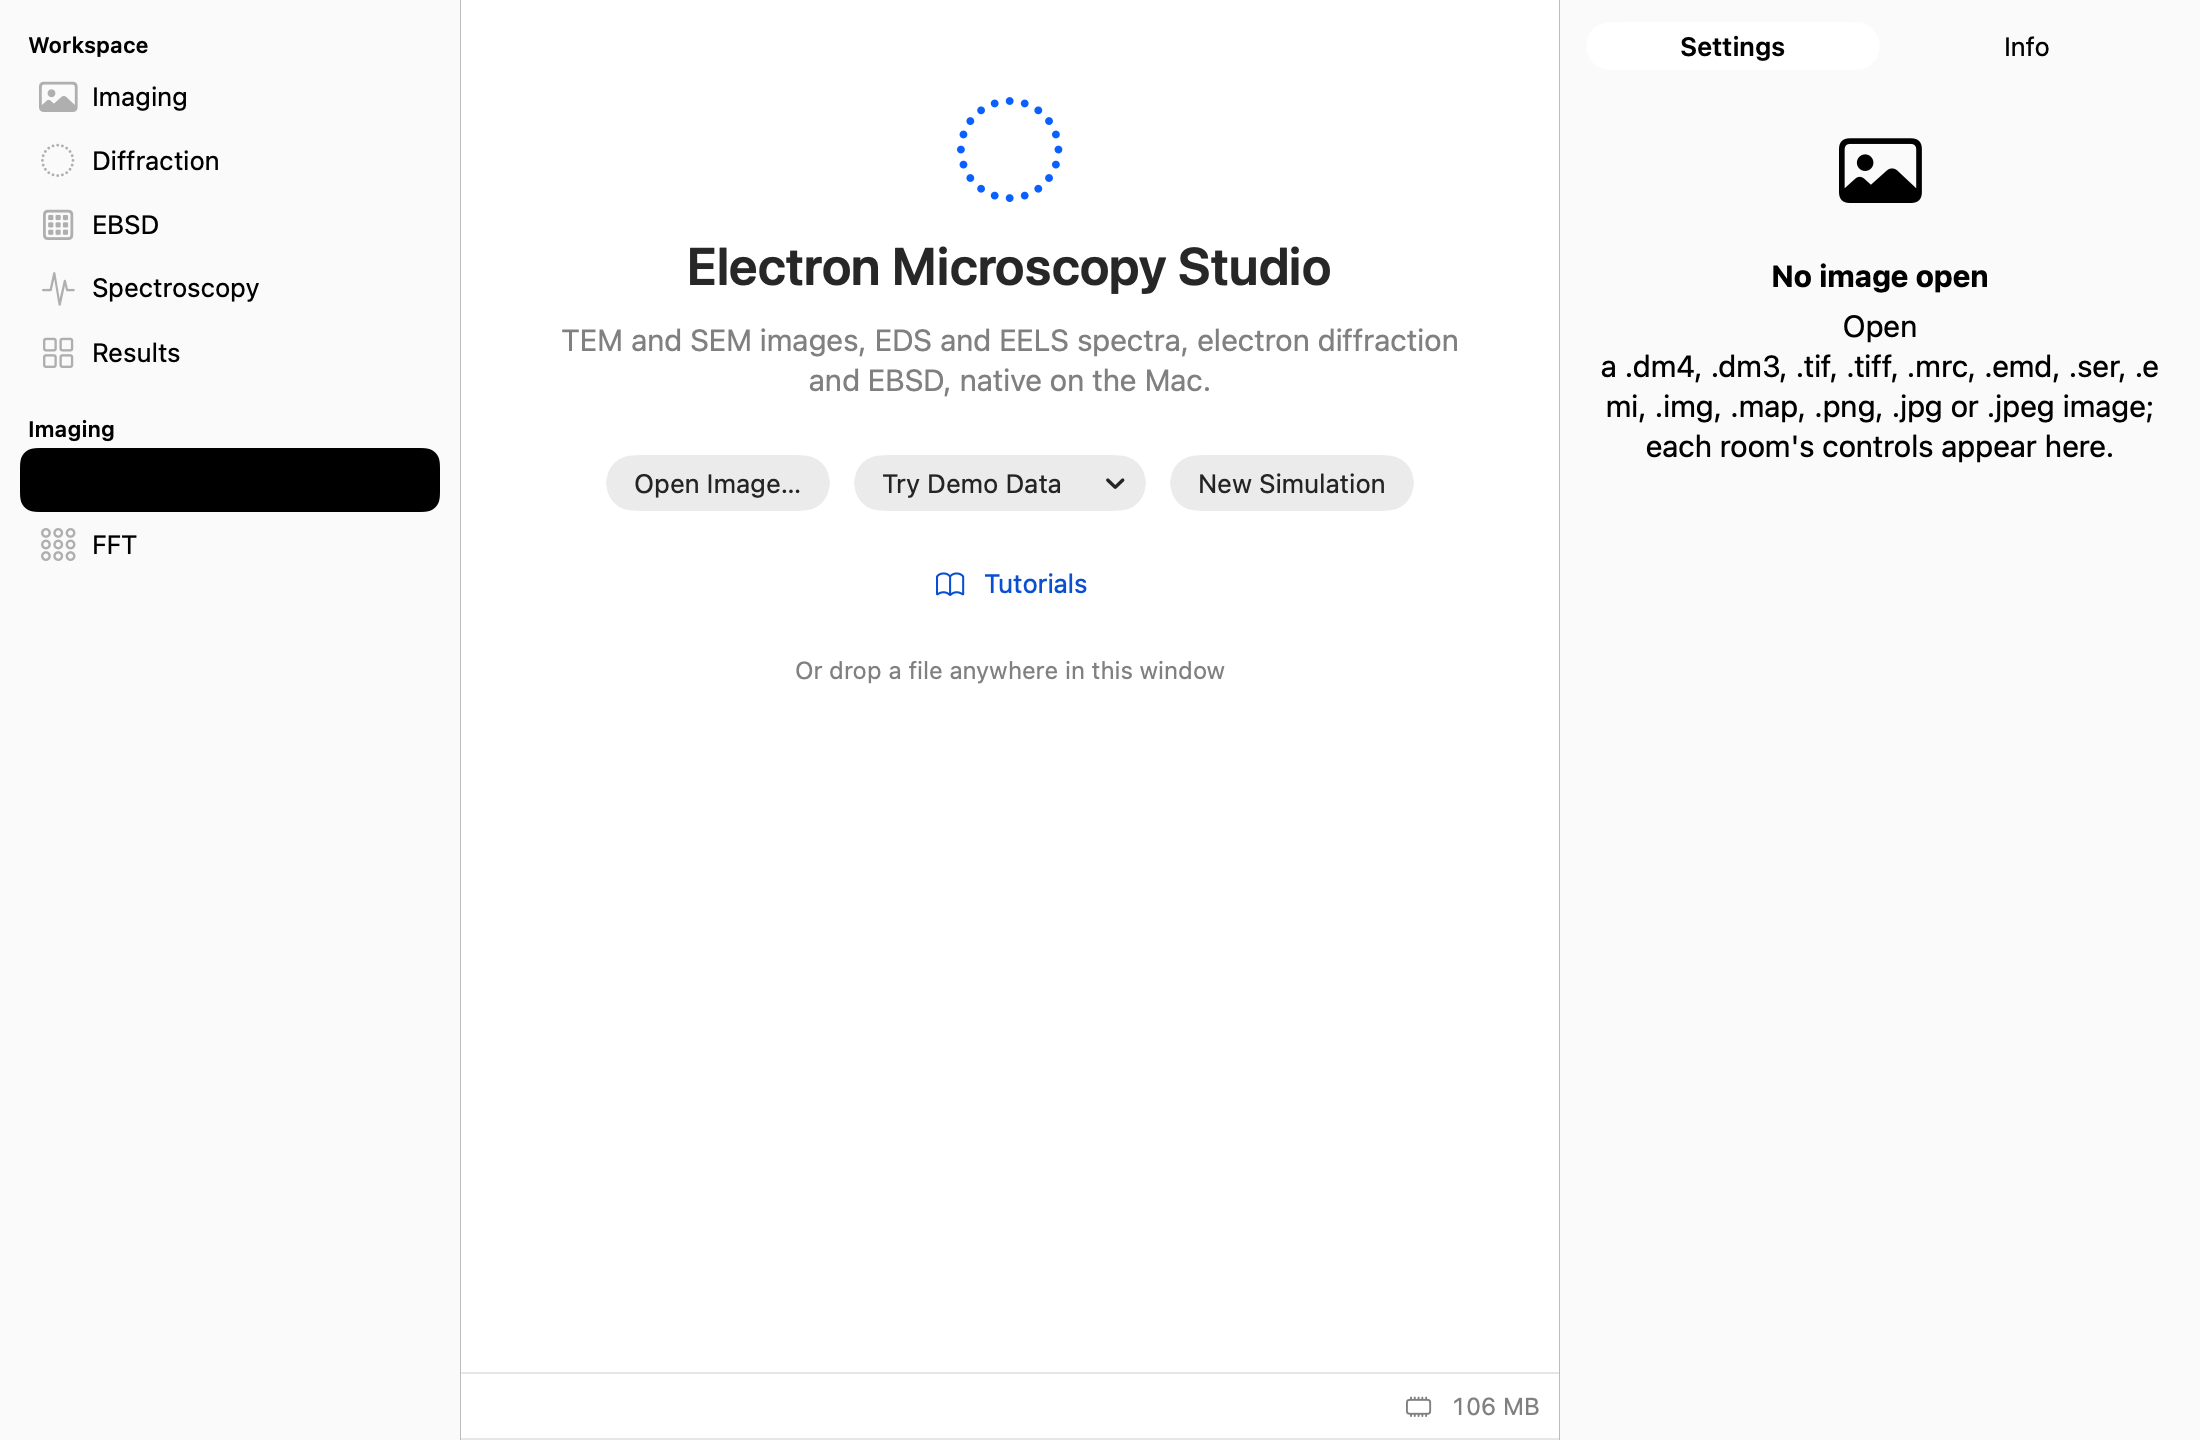 Workspace
Imaging
Diffraction
EBSD
Spectroscopy
Results
Imaging
FFT
Electron Microscopy Studio
TEM and SEM images, EDS and EELS spectra, electron diffraction
and EBSD, native on the Mac.
Open Image...
Try Demo Data
New Simulation
Tutorials
Or drop a file anywhere in this window
106 MB
Settings
Info
No image open
Open
a .dm4, .dm3, .tif, .tiff, .mrc, .emd, .ser, .e
mi, .img, .map, .png, .jpg or .jpeg image;
each room's controls appear here.